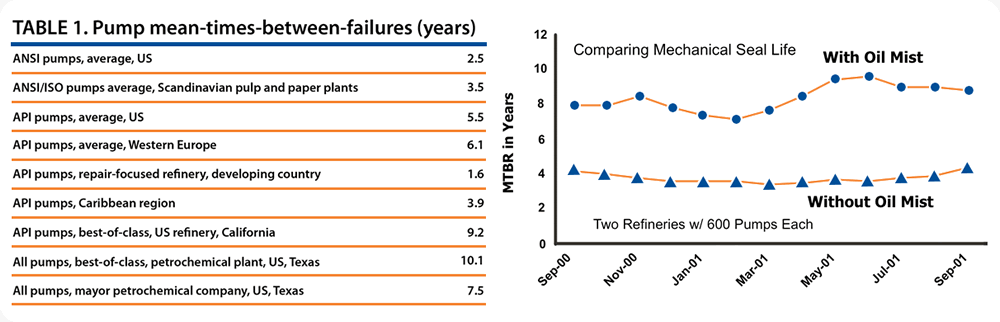 TABLE 1. Pump mean-times-between-failures (years)
ANSI pumps, average, US 2.5
ANSI/ISO pumps average, Scandinavian pulp and paper plants 3.5
API pumps, average, US 5.5
API pumps, average, Western Europe 6.1
API pumps, repair-focused refinery, developing country 1.6
API pumps, Caribbean region 3.9
API pumps, best-of-class, US refinery, California 9.2
All pumps, best-of-class, petrochemical plant, US, Texas 10.1
All pumps, mayor petrochemical company, US, Texas 7.5
Comparing Mechanical Seal Life
With Oil Mist
MTBR in Years
12
10
8
6
4
2
0
Without Oil Mist
Two Refineries w/ 600 Pumps Each
Sep-00
Nov-00
Jan-01
Mar-01
May-01
Jul-01
Sep-01